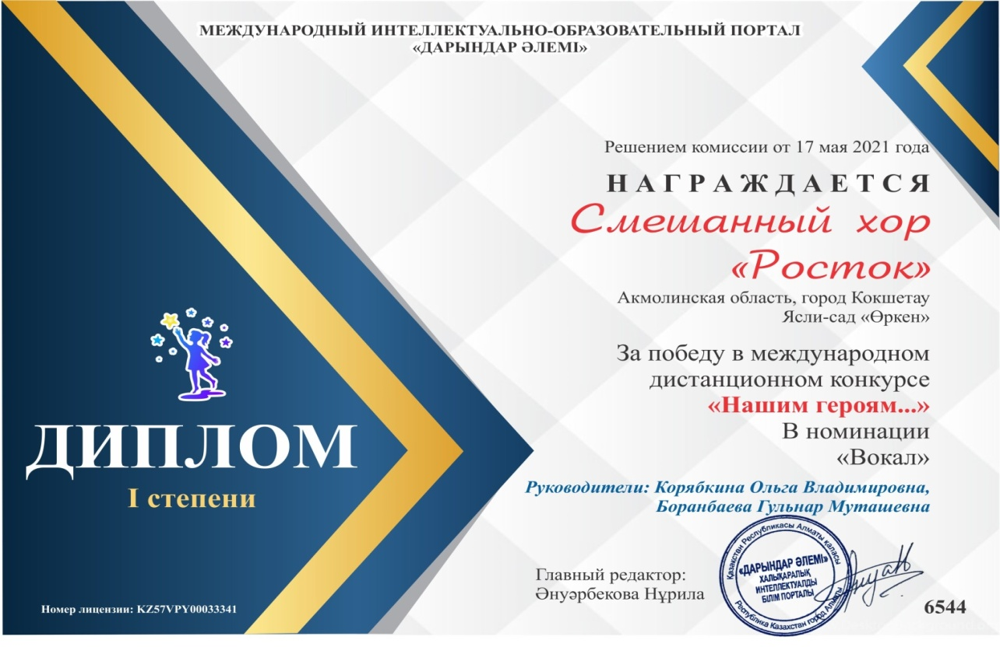 МЕЖДУНАРОДНЫЙ ИНТЕЛЛЕКТУАЛЬНО-ОБРАЗОВАТЕЛЬНЫЙ ПОРТАЛ
«ДАРЫНДАР ӘЛЕМІ»
Решением комиссии от 17 мая 2021 года
НАГРАЖДАЕТСЯ
Смешанный хор
«Росток»
Акмолинская область, город Кокшетау
Ясли-сад «Өркен»
За победу в международном
дистанционном конкурсе
«Нашим героям...»
В номинации
«Вокал»
Руководители: Корябкина Ольга Владимировна,
Боранбаева Гульнар Муташевна
ДИПЛОМ
I степени
Номер лицензии: KZ57VPY00033341
Главный редактор:
Әнуәрбекова Нұрила
Қазақстан Республикасы Алматы қаласы
«ДАРЫНДАР ӘЛЕМІ»
ХАЛЫҚАРАЛЫҚ
ИНТЕЛЛЕКТУАЛДЫ
БІЛІМ ПОРТАЛЫ
Республика Казахстан город Алматы
6544